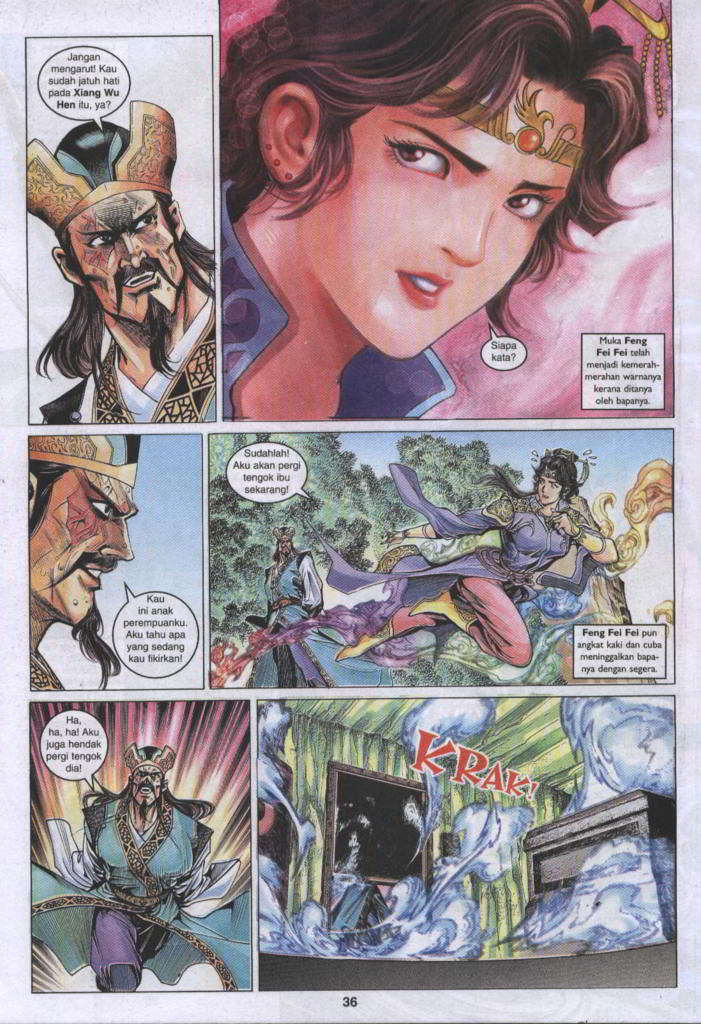 Jangan
mengarut! Kau
sudah jatuh hati
pada Xiang Wu
Hen itu, ya?
Siapa
kata?
Muka Feng
Fei Fei telah
menjadi kemerah-
merahan warnanya
kerana ditanya
oleh bapanya.
Kau
ini anak
perempuanku.
Aku tahu apa
yang sedang
kau fikirkan!
Sudahlah!
Aku akan pergi
tengok ibu
sekarang!
Feng Fei Fei pun
angkat kaki dan cuba
meninggalkan bapa-
nya dengan segera.
Ha,
ha, ha! Aku
juga hendak
pergi tengok
dia!
KRAK!
36